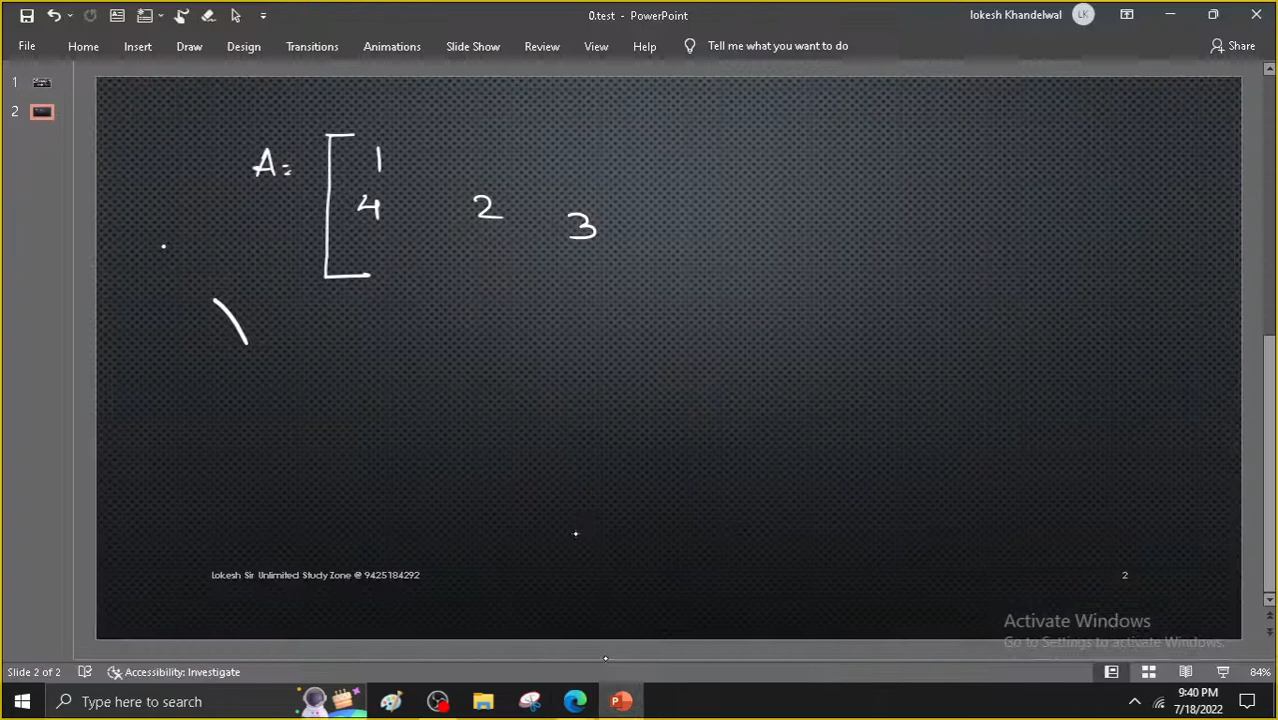 0.test - PowerPoint
lokesh Khandelwal LK
File Home Insert Draw Design Transitions Animations Slide Show Review View Help Tell me what you want to do Share
1
2
A= [ 1
4 2 3
Lokesh Sir Unlimited Study Zone @ 9425184292 2
Activate Windows
Go to Settings to activate Windows.
Slide 2 of 2 Accessibility: Investigate 84%
Type here to search
9:40 PM
7/18/2022